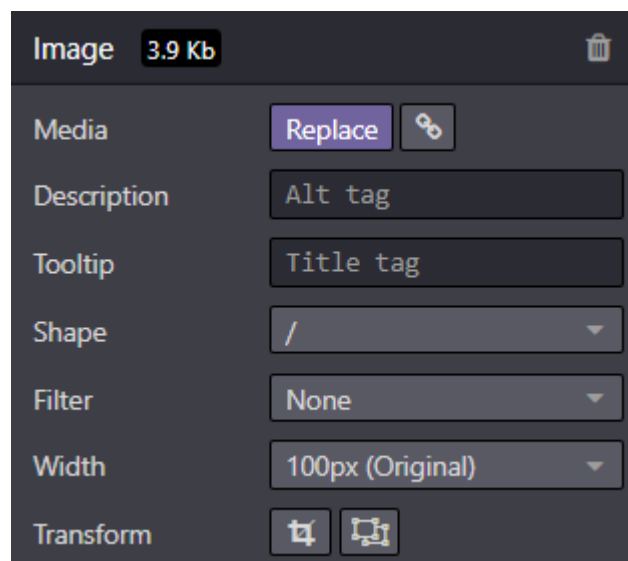 Image 3.9 Kb
Media Replace
Description Alt tag
Tooltip Title tag
Shape /
Filter None
Width 100px (Original)
Transform